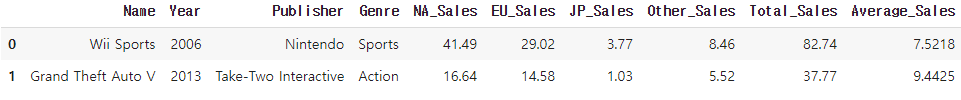 Name Year Publisher Genre NA_Sales EU_Sales JP_Sales Other_Sales Total_Sales Average_Sales
0 Wii Sports 2006 Nintendo Sports 41.49 29.02 3.77 8.46 82.74 7.5218
1 Grand Theft Auto V 2013 Take-Two Interactive Action 16.64 14.58 1.03 5.52 37.77 9.4425